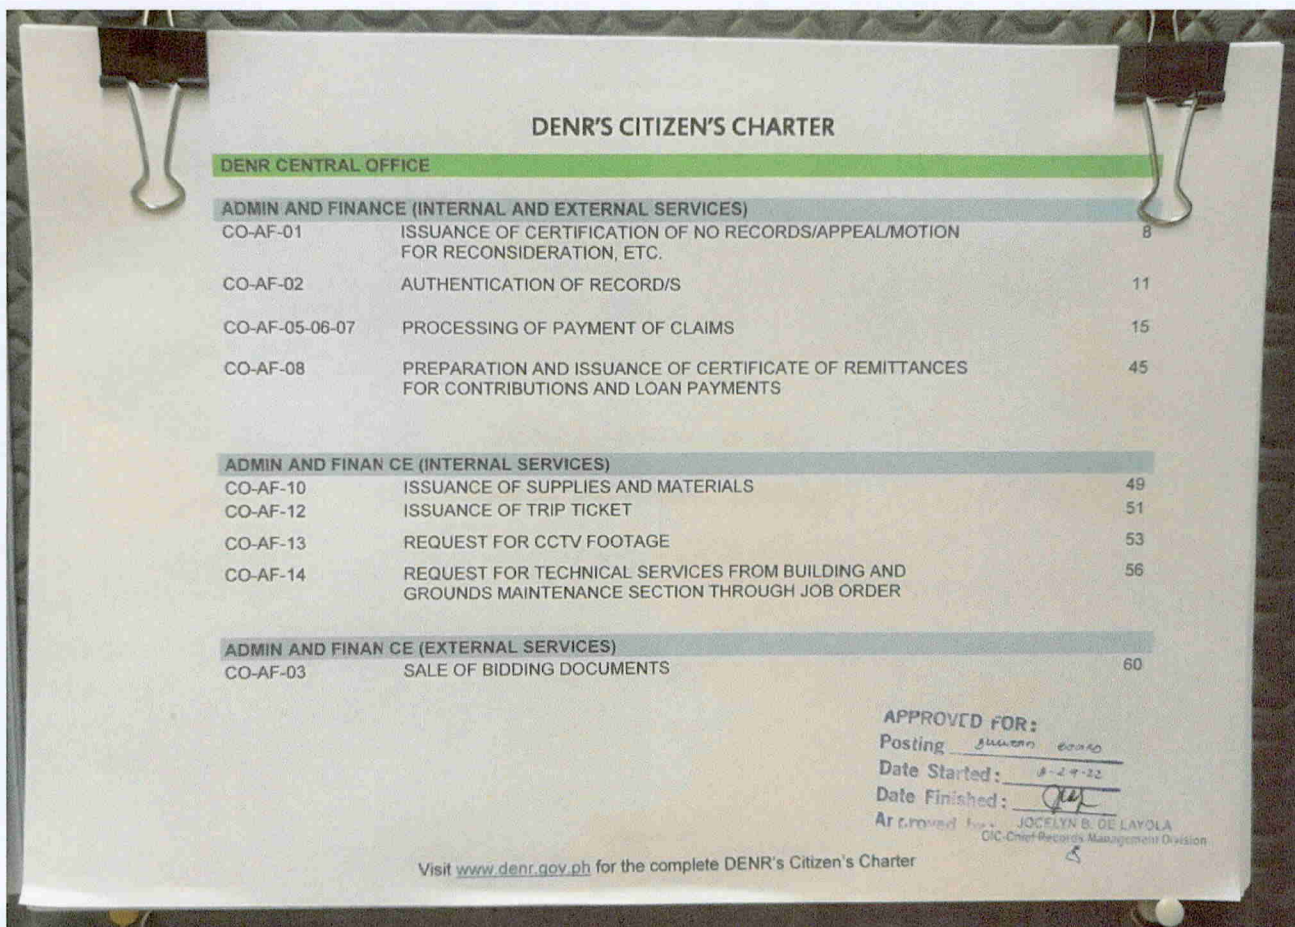 DENR'S CITIZEN'S CHARTER
DENR CENTRAL OFFICE
ADMIN AND FINANCE (INTERNAL AND EXTERNAL SERVICES)
CO-AF-01 ISSUANCE OF CERTIFICATION OF NO RECORDS/APPEAL/MOTION 8
FOR RECONSIDERATION, ETC.
CO-AF-02 AUTHENTICATION OF RECORD/S 11
CO-AF-05-06-07 PROCESSING OF PAYMENT OF CLAIMS 15
CO-AF-08 PREPARATION AND ISSUANCE OF CERTIFICATE OF REMITTANCES 45
FOR CONTRIBUTIONS AND LOAN PAYMENTS
ADMIN AND FINAN CE (INTERNAL SERVICES)
CO-AF-10 ISSUANCE OF SUPPLIES AND MATERIALS 49
CO-AF-12 ISSUANCE OF TRIP TICKET 51
CO-AF-13 REQUEST FOR CCTV FOOTAGE 53
CO-AF-14 REQUEST FOR TECHNICAL SERVICES FROM BUILDING AND 56
GROUNDS MAINTENANCE SECTION THROUGH JOB ORDER
ADMIN AND FINAN CE (EXTERNAL SERVICES)
CO-AF-03 SALE OF BIDDING DOCUMENTS 60
APPROVED FOR:
Posting
Date Started:
Date Finished:
Approved by: JOCELYN B. DE LAYOLA
OIC-Chief Records Management Division
Visit www.denr.gov.ph for the complete DENR's Citizen's Charter